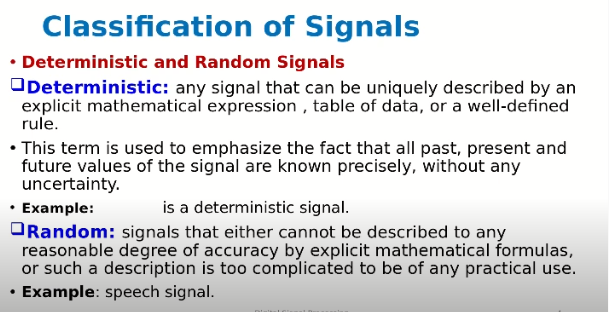 Classification of Signals
• Deterministic and Random Signals
❑Deterministic: any signal that can be uniquely described by an
explicit mathematical expression , table of data, or a well-defined
rule.
• This term is used to emphasize the fact that all past, present and
future values of the signal are known precisely, without any
uncertainty.
• Example: is a deterministic signal.
❑Random: signals that either cannot be described to any
reasonable degree of accuracy by explicit mathematical formulas,
or such a description is too complicated to be of any practical use.
• Example: speech signal.